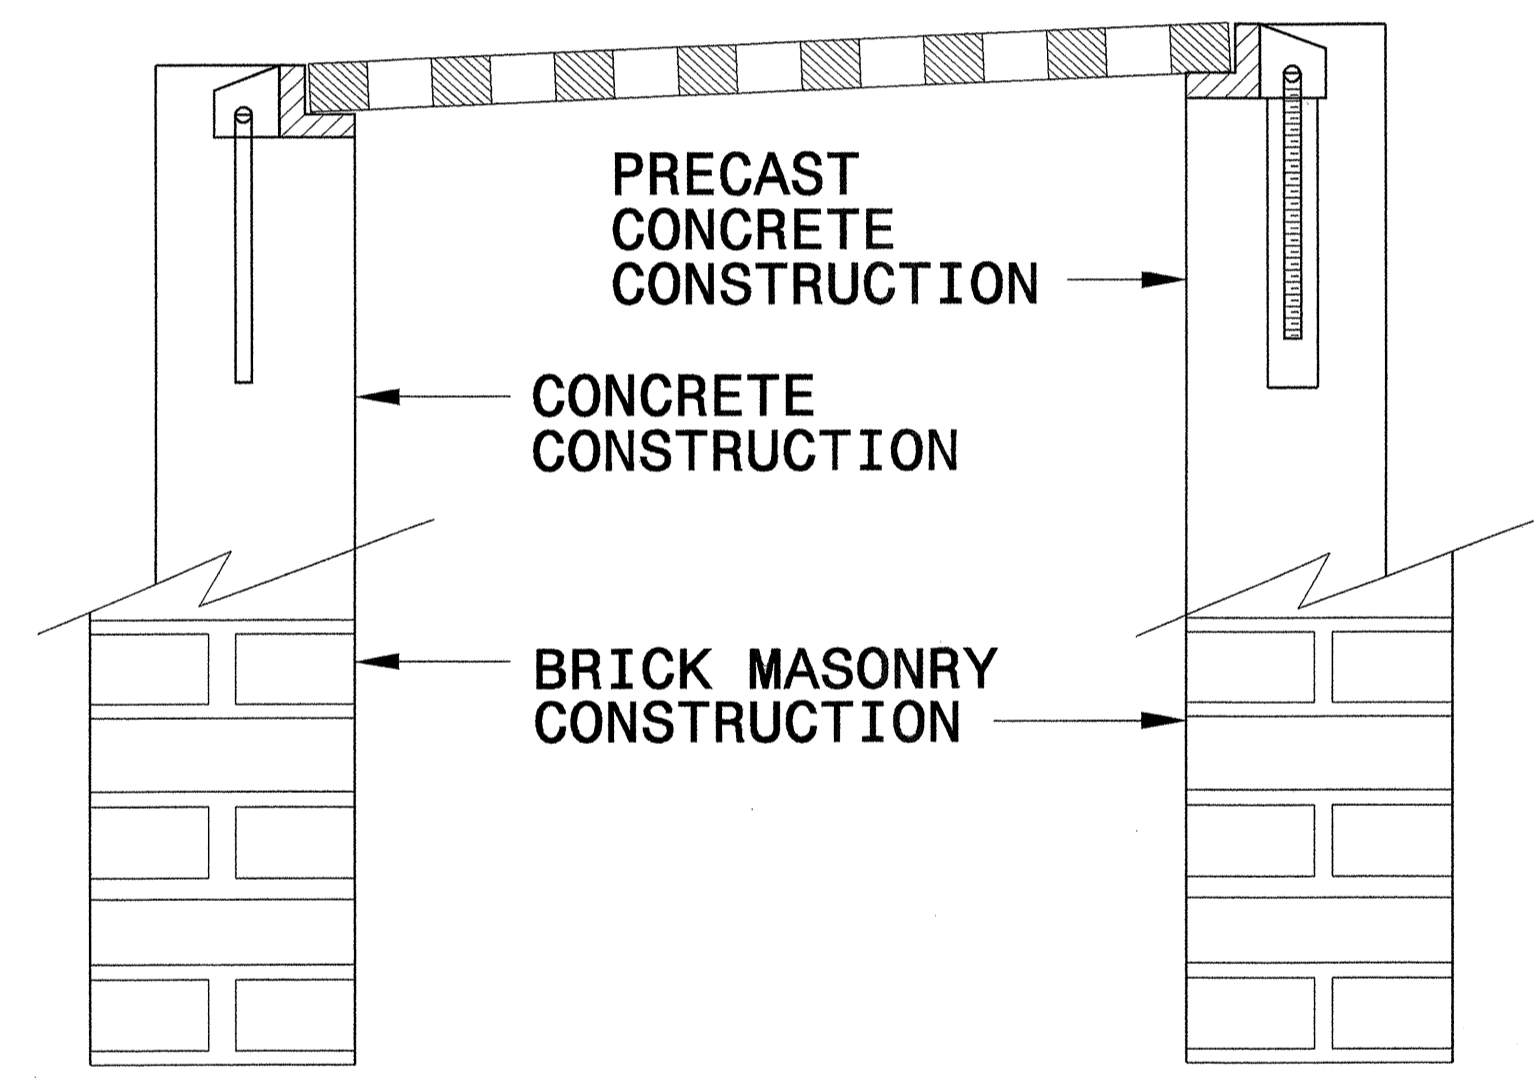 PRECAST
CONCRETE
CONSTRUCTION
CONCRETE
CONSTRUCTION
BRICK MASONRY
CONSTRUCTION